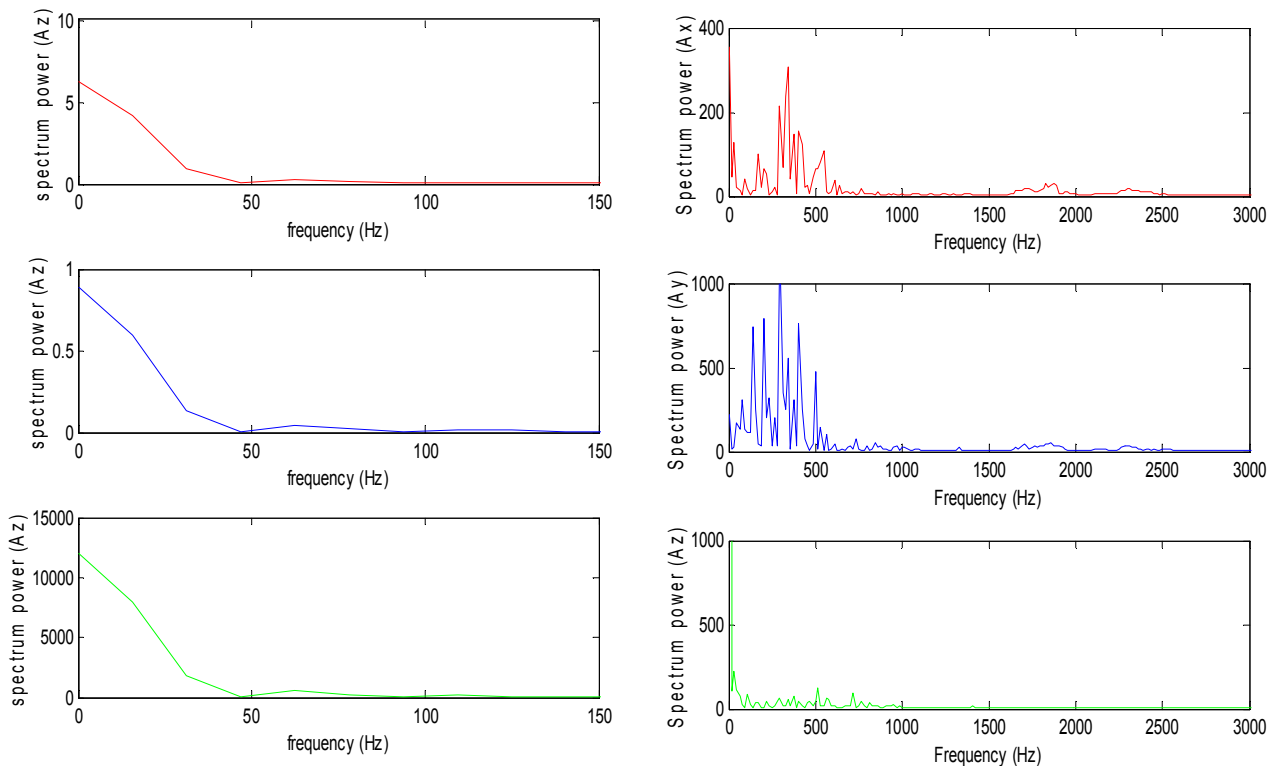 10
5
0
spectrum power (Az)
0 50 100 150
frequency (Hz)
1
0.5
0
spectrum power (Az)
0 50 100 150
frequency (Hz)
15000
10000
5000
0
spectrum power (Az)
0 50 100 150
frequency (Hz)
400
200
0
Spectrum power (Ax)
0 500 1000 1500 2000 2500 3000
Frequency (Hz)
1000
500
0
Spectrum power (Ay)
0 500 1000 1500 2000 2500 3000
Frequency (Hz)
1000
500
0
Spectrum power (Az)
0 500 1000 1500 2000 2500 3000
Frequency (Hz)